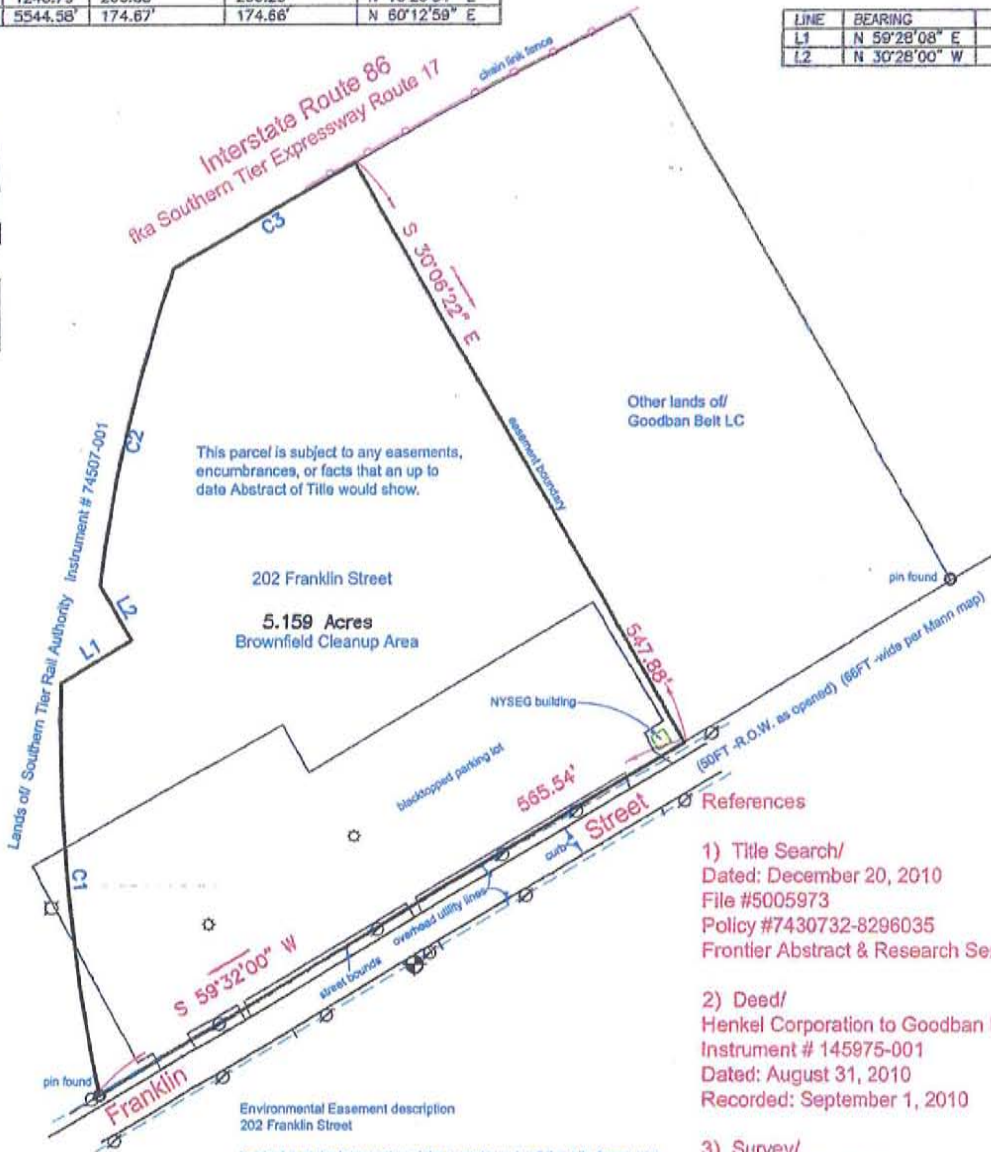 5544.58' 174.67' 174.66' N 60°12'59" E
LINE BEARING
L1 N 59°28'08" E
L2 N 30°28'00" W
Interstate Route 86
fka Southern Tier Expressway Route 17
chain link fence
C3
S 30°06'22" E
Other lands of/
Goodban Belt LC
easement boundary
Lands of/ Southern Tier Rail Authority Instrument # 74507-001
C2
This parcel is subject to any easements,
encumbrances, or facts that an up to
date Abstract of Title would show.
202 Franklin Street
5.159 Acres
Brownfield Cleanup Area
L2
L1
pin found
547.88'
NYSEG building
(50FT -R.O.W. as opened) (66FT -wide per Mann map)
blacktopped parking lot
565.54'
Street
curb
overhead utility lines
C1
S 59°32'00" W
street bounds
pin found
Franklin
References
1) Title Search/
Dated: December 20, 2010
File #5005973
Policy #7430732-8296035
Frontier Abstract & Research
2) Deed/
Henkel Corporation to Goodban
Instrument # 145975-001
Dated: August 31, 2010
Recorded: September 1, 2010
3) Survey/
Environmental Easement description
202 Franklin Street